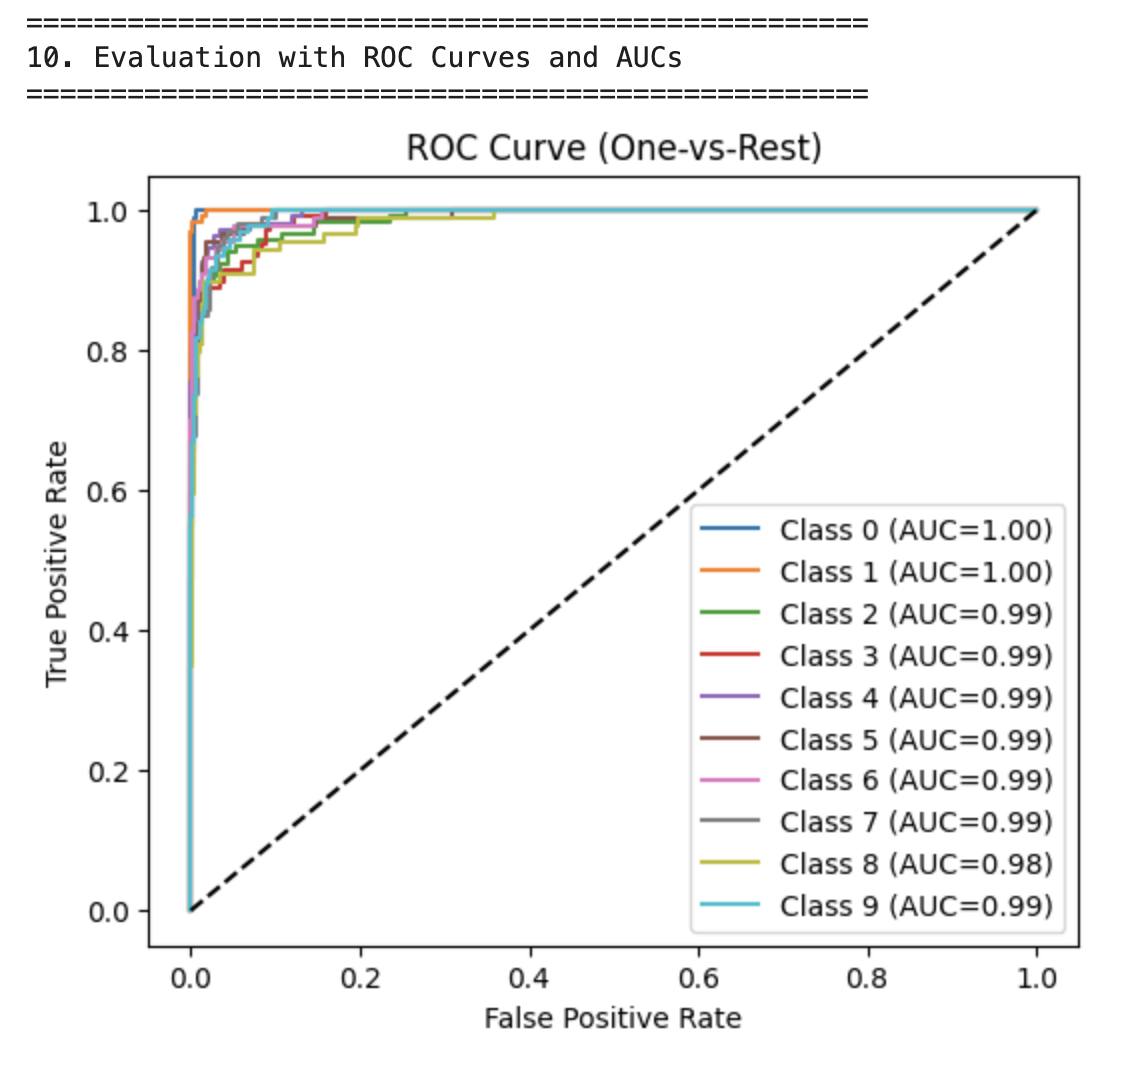 ==================================================
10. Evaluation with ROC Curves and AUCs
==================================================
ROC Curve (One-vs-Rest)
1.0
0.8
0.6
0.4
0.2
0.0
True Positive Rate
Class 0 (AUC=1.00)
Class 1 (AUC=1.00)
Class 2 (AUC=0.99)
Class 3 (AUC=0.99)
Class 4 (AUC=0.99)
Class 5 (AUC=0.99)
Class 6 (AUC=0.99)
Class 7 (AUC=0.99)
Class 8 (AUC=0.98)
Class 9 (AUC=0.99)
0.0 0.2 0.4 0.6 0.8 1.0
False Positive Rate